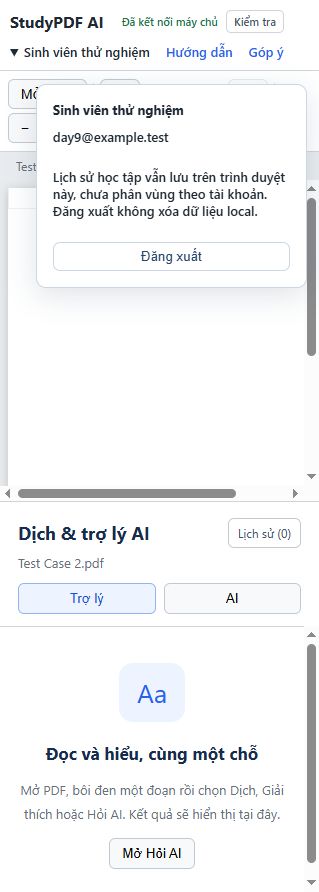 StudyPDF AI
Đã kết nối máy chủ
Kiểm tra
▼ Sinh viên thử nghiệm
Hướng dẫn
Góp ý
Sinh viên thử nghiệm
day9@example.test
Lịch sử học tập vẫn lưu trên trình duyệt
này, chưa phân vùng theo tài khoản.
Đăng xuất không xóa dữ liệu local.
Đăng xuất
−
Test
Dịch & trợ lý AI
Lịch sử (0)
Test Case 2.pdf
Trợ lý
AI
Aa
Đọc và hiểu, cùng một chỗ
Mở PDF, bôi đen một đoạn rồi chọn Dịch, Giải
thích hoặc Hỏi AI. Kết quả sẽ hiển thị tại đây.
Mở Hỏi AI